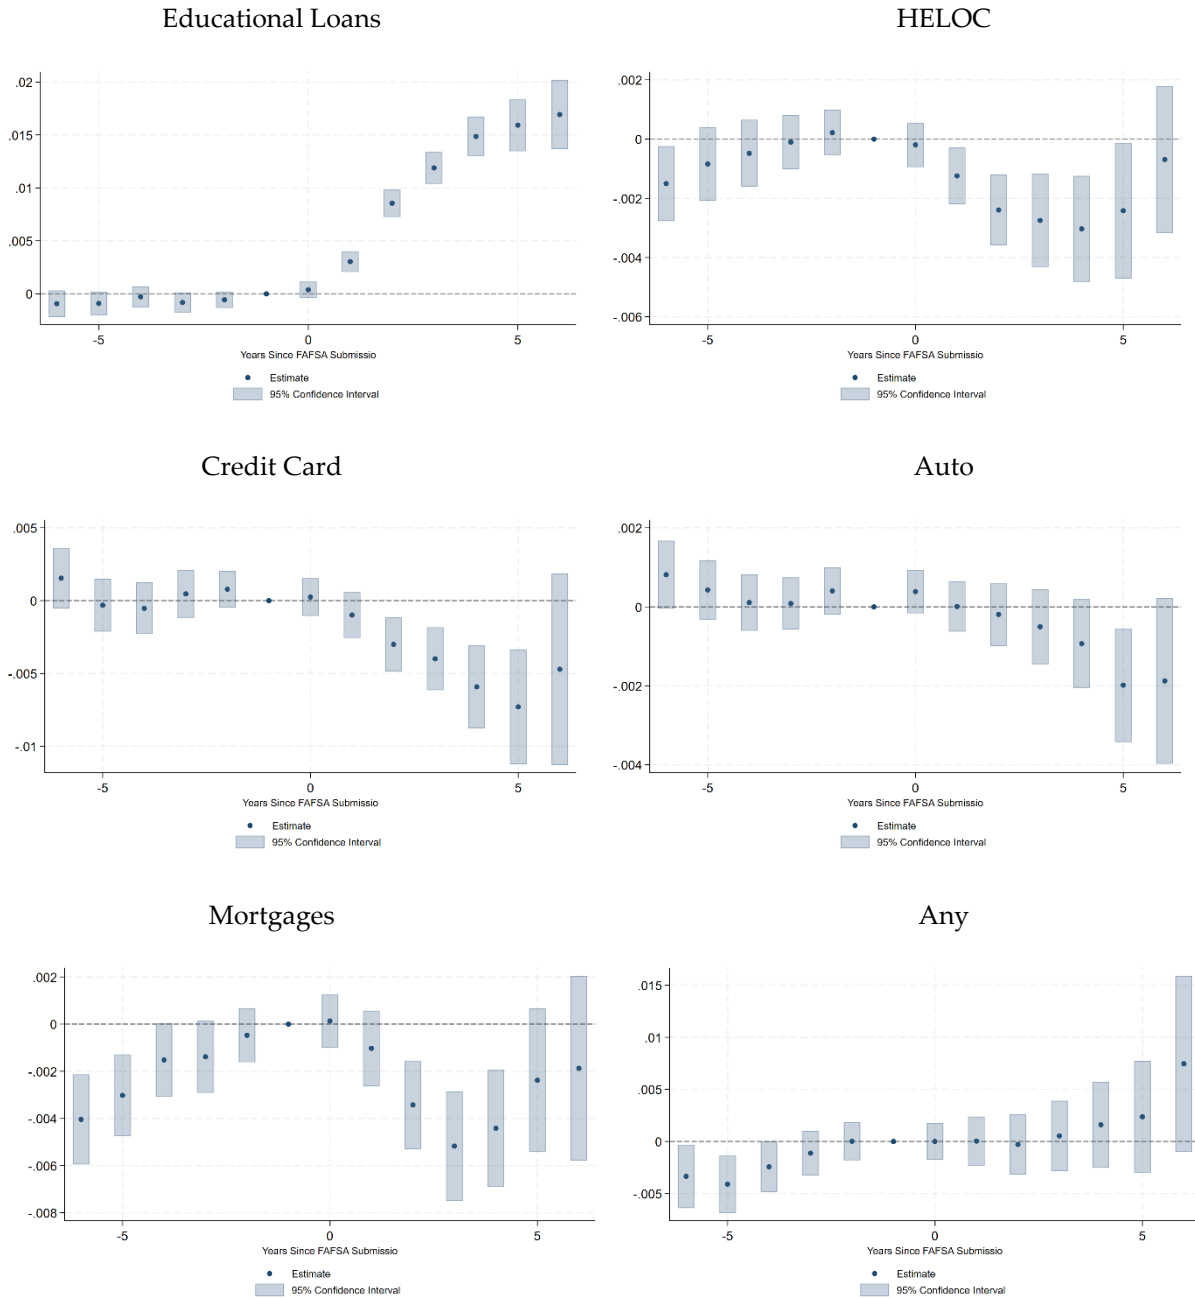 Educational Loans
.02
.015
.01
.005
0
-5
0
5
Years Since FAFSA Submissio
Estimate
95% Confidence Interval
HELOC
.002
0
-.002
-.004
-.006
-5
0
5
Years Since FAFSA Submissio
Estimate
95% Confidence Interval
Credit Card
.005
0
-.005
-.01
-5
0
5
Years Since FAFSA Submissio
Estimate
95% Confidence Interval
Auto
.002
0
-.002
-.004
-5
0
5
Years Since FAFSA Submissio
Estimate
95% Confidence Interval
Mortgages
.002
0
-.002
-.004
-.006
-.008
-5
0
5
Years Since FAFSA Submissio
Estimate
95% Confidence Interval
Any
.015
.01
.005
0
-.005
-5
0
5
Years Since FAFSA Submissio
Estimate
95% Confidence Interval